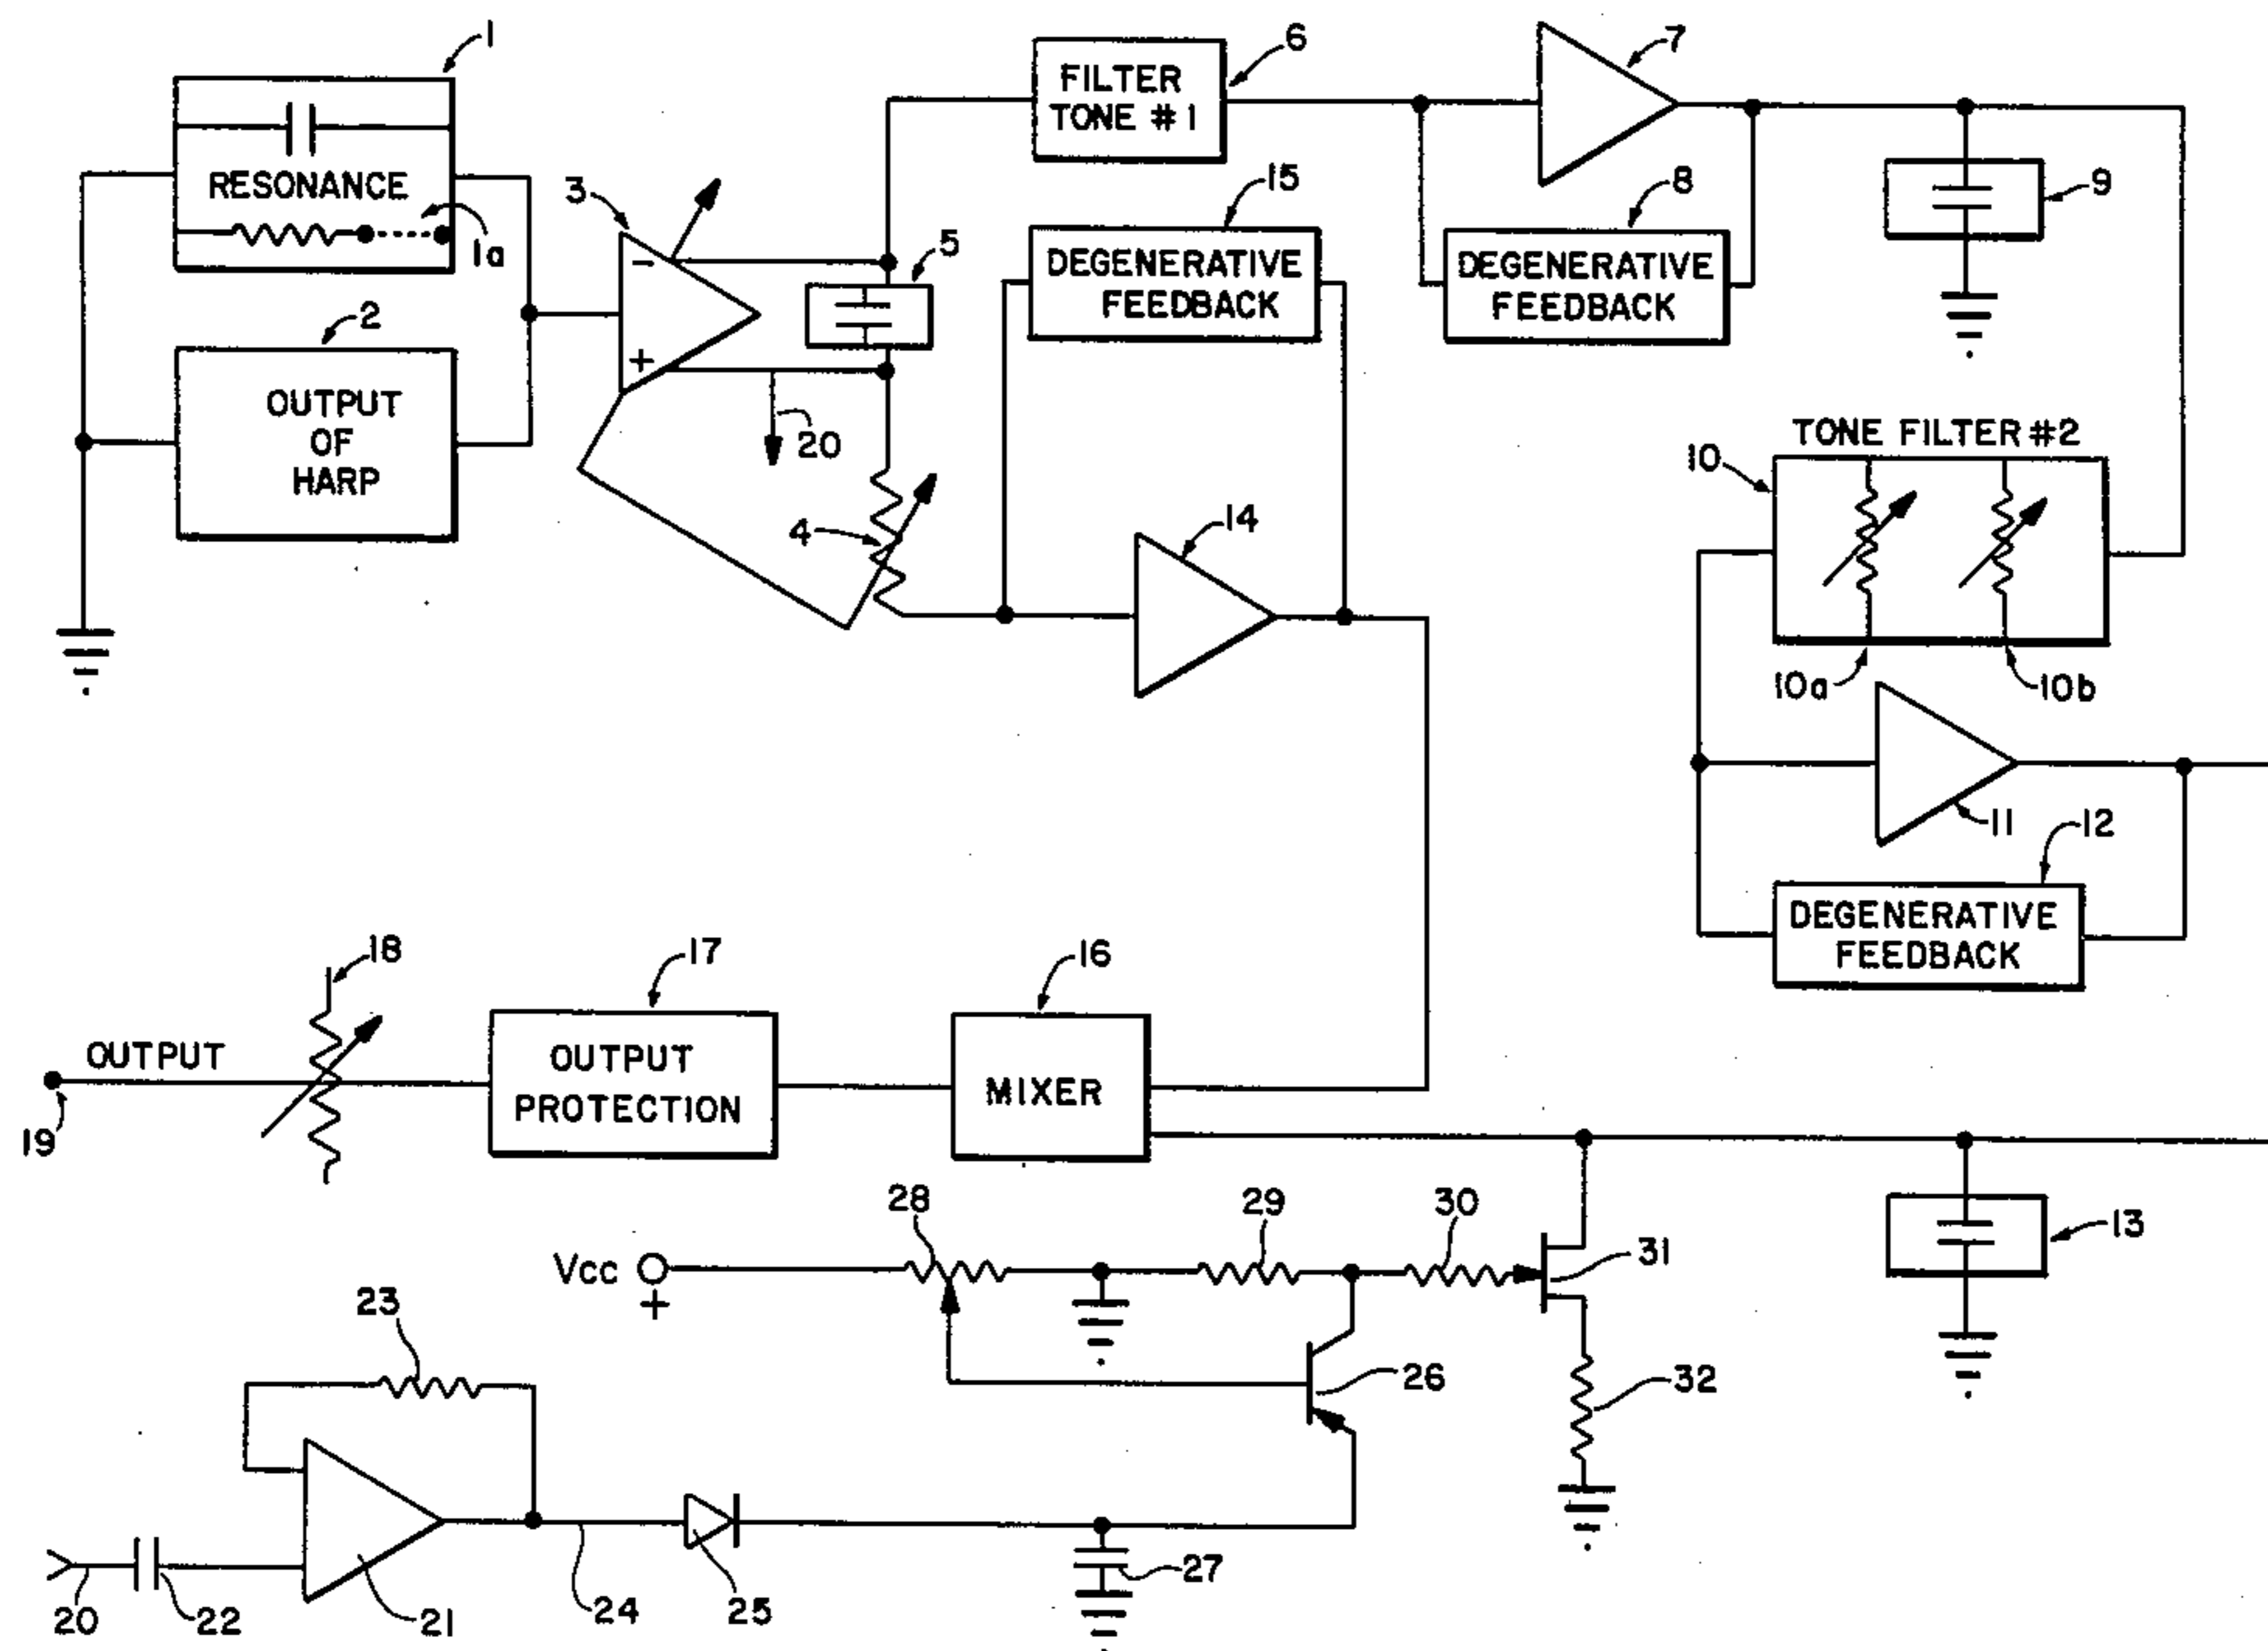 1
RESONANCE
1a
2
OUTPUT
OF
HARP
3
-
+
20
4
5
FILTER
TONE #1
6
7
15
DEGENERATIVE
FEEDBACK
8
DEGENERATIVE
FEEDBACK
9
14
TONE FILTER #2
10
10a
10b
11
12
DEGENERATIVE
FEEDBACK
18
OUTPUT
19
17
OUTPUT
PROTECTION
16
MIXER
13
28
29
30
31
Vcc
+
26
32
23
20
22
21
24
25
27